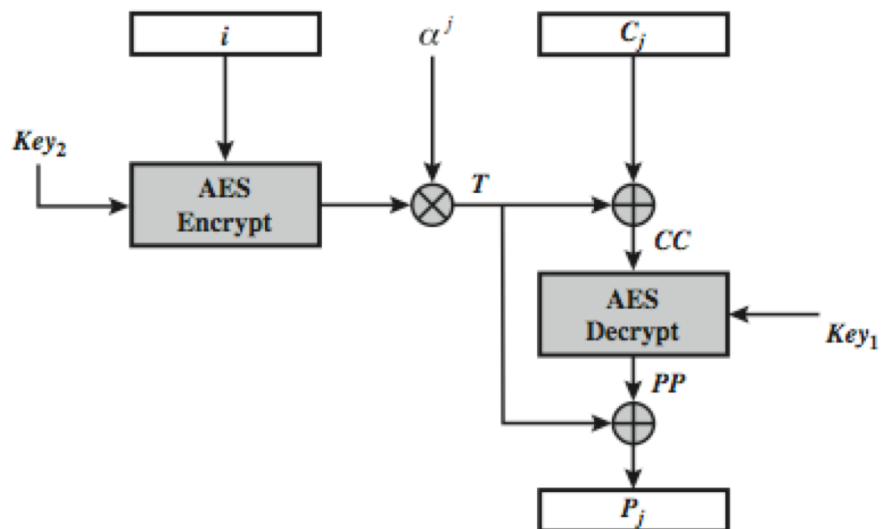 i
α^j
C_j
Key_2
AES
Encrypt
T
CC
AES
Decrypt
Key_1
PP
P_j